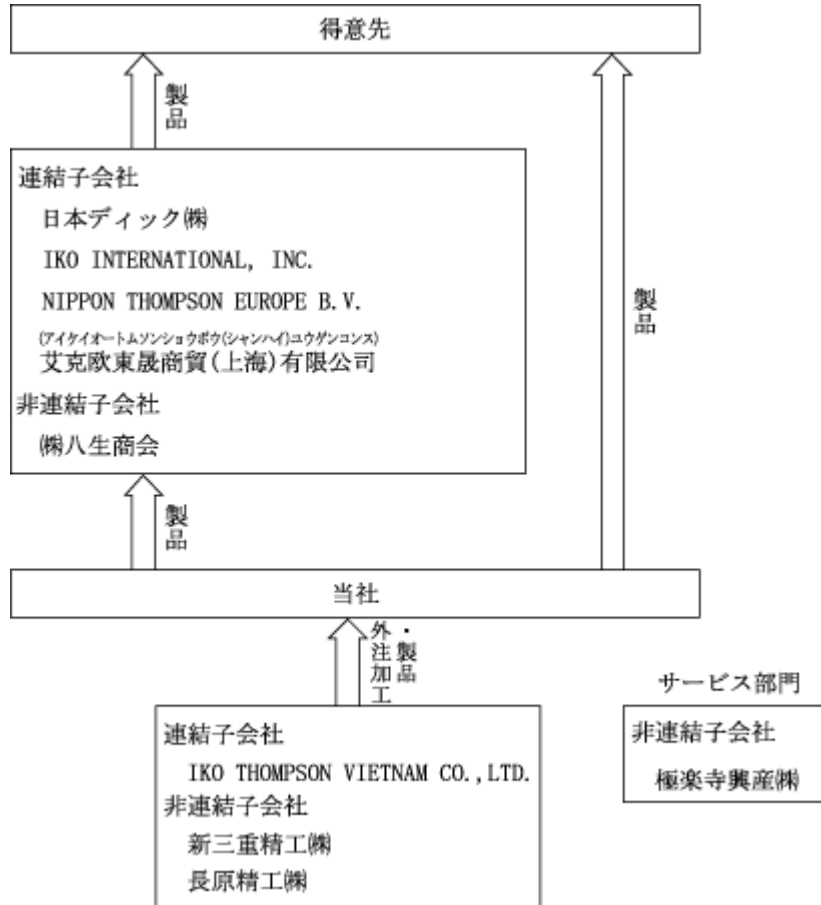 得意先
製品
製品
連結子会社
日本ディック㈱
IKO INTERNATIONAL, INC.
NIPPON THOMPSON EUROPE B.V.
(アイケイオートムソンショウボウ(シャンハイ)ユウゲンコンス)
艾克欧東晟商貿(上海)有限公司
非連結子会社
㈱八生商会
製品
当社
外注加工
・製品
サービス部門
連結子会社
IKO THOMPSON VIETNAM CO.,LTD.
非連結子会社
新三重精工㈱
長原精工㈱
非連結子会社
極楽寺興産㈱